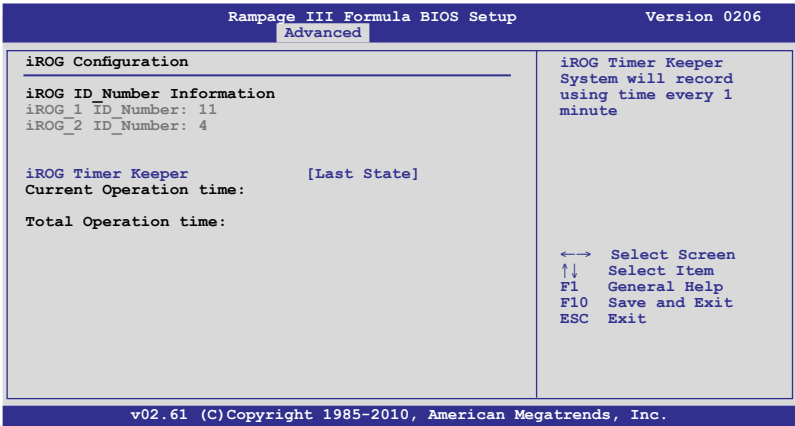 Rampage III Formula BIOS Setup Version 0206
Advanced
iROG Configuration
iROG ID_Number Information
iROG_1 ID_Number: 11
iROG_2 ID_Number: 4
iROG Timer Keeper [Last State]
Current Operation time:
Total Operation time:
iROG Timer Keeper
System will record
using time every 1
minute
←→ Select Screen
↑↓ Select Item
F1 General Help
F10 Save and Exit
ESC Exit
v02.61 (C)Copyright 1985-2010, American Megatrends, Inc.